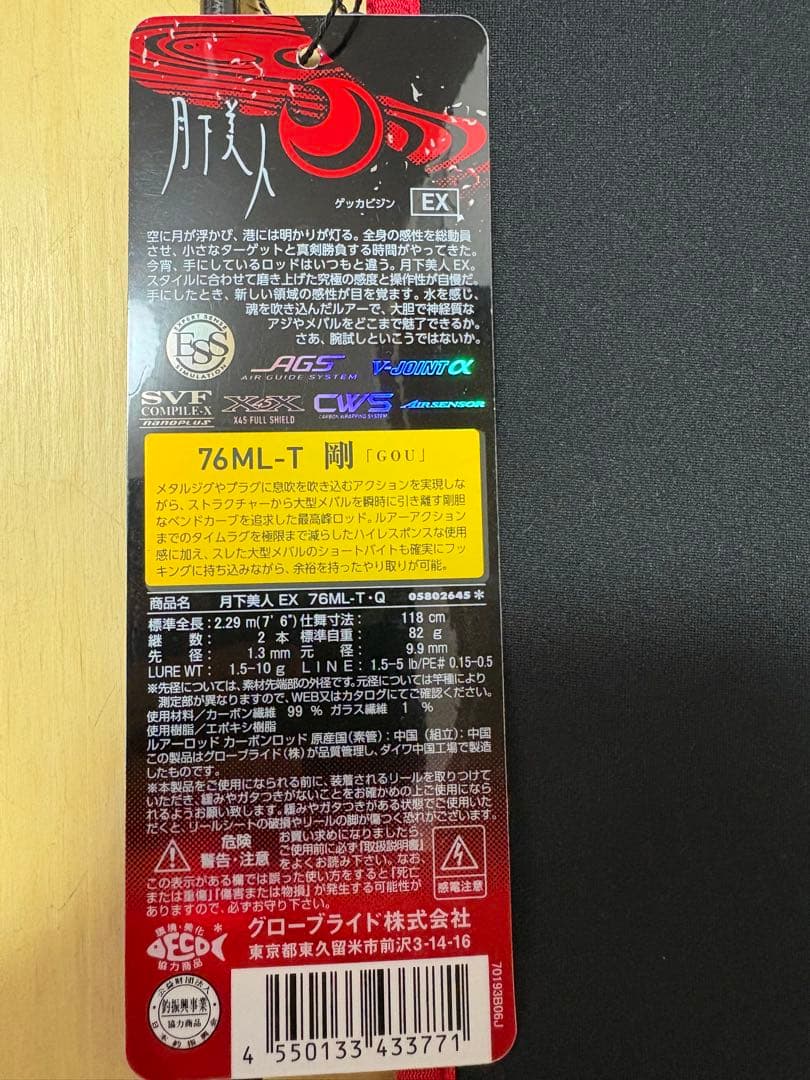 月下美人
ゲッカビジン EX
空に月が浮かび、港には明かりが灯る。全身の感性を総動員
させ、小さなターゲットと真剣勝負する時間がやってきた。
今宵、手にしているロッドはいつもと違う。月下美人 EX。
スタイルに合わせて磨き上げた究極の感度と操作性が自慢だ。
手にしたとき、新しい領域の感性が目を覚ます。水を感じ、
魂を吹き込んだルアーで、大胆で神経質な
アジやメバルをどこまで魅了できるか。
さあ、腕試しといこうではないか。
EXPERT SENSE
ESS
SIMULATION
AGS
AIR GUIDE SYSTEM
V-JOINT α
SVF
COMPILE-X
nanoPLUS
X45X
X45 FULL SHIELD
CWS
CARBON WRAPPING SYSTEM
AIRSENSOR
76ML-T 剛「GOU」
メタルジグやプラグに息吹を吹き込むアクションを実現しな
がら、ストラクチャーから大型メバルを瞬時に引き離す剛胆
なベンドカーブを追求した最高峰ロッド。ルアーアクション
までのタイムラグを極限まで減らしたハイレスポンスな使用
感に加え、スレた大型メバルのショートバイトも確実にフッ
キングに持ち込みながら、余裕を持ったやり取りが可能。
商品名 月下美人 EX 76ML-T・Q 05802645*
標準全長:2.29 m(7' 6") 仕舞寸法: 118 cm
継数: 2 本 標準自重: 82 g
先径: 1.3 mm 元径: 9.9 mm
LURE WT: 1.5-10 g LINE: 1.5-5 lb/PE# 0.15-0.5
※先径については、素材先端部の外径です。元径については竿種により
測定部が異なりますので、WEB又はカタログにてご確認ください。
使用材料/カーボン繊維 99 % ガラス繊維 1 %
使用樹脂/エポキシ樹脂
ルアーロッド カーボンロッド 原産国(素管):中国 (組立):中国
この製品はグローブライド(株)が品質管理し、ダイワ中国工場で製造
したものです。
※本製品をご使用になられる前に、装着されるリールを取りつけて
いただき、緩みやガタつきがないことをお確かめの上ご使用になら
れるようお願い致します。緩みやガタつきがある状態でご使用いた
だくと、リールシートの破損やリールの脚が傷つく恐れがございます。
危険
警告・注意
お買い求めになりましたら、
ご使用前に必ず「取扱説明書」
をよくお読み下さい。なお、
この表示がある欄では誤った使い方をすると「死亡
または重傷」「傷害または物損」が発生する可能性が
ありますので、必ずお守り下さい。
感電注意
環境・美化
DECO
協力商品
グローブライド株式会社
東京都東久留米市前沢3-14-16
公益財団法人
釣振興事業
協力商品
日本釣振興会
4 550133 433771
70193B06J